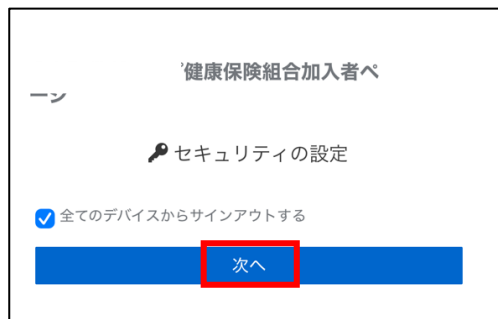 健康保険組合加入者ペ
ージ
セキュリティの設定
全てのデバイスからサインアウトする
次へ